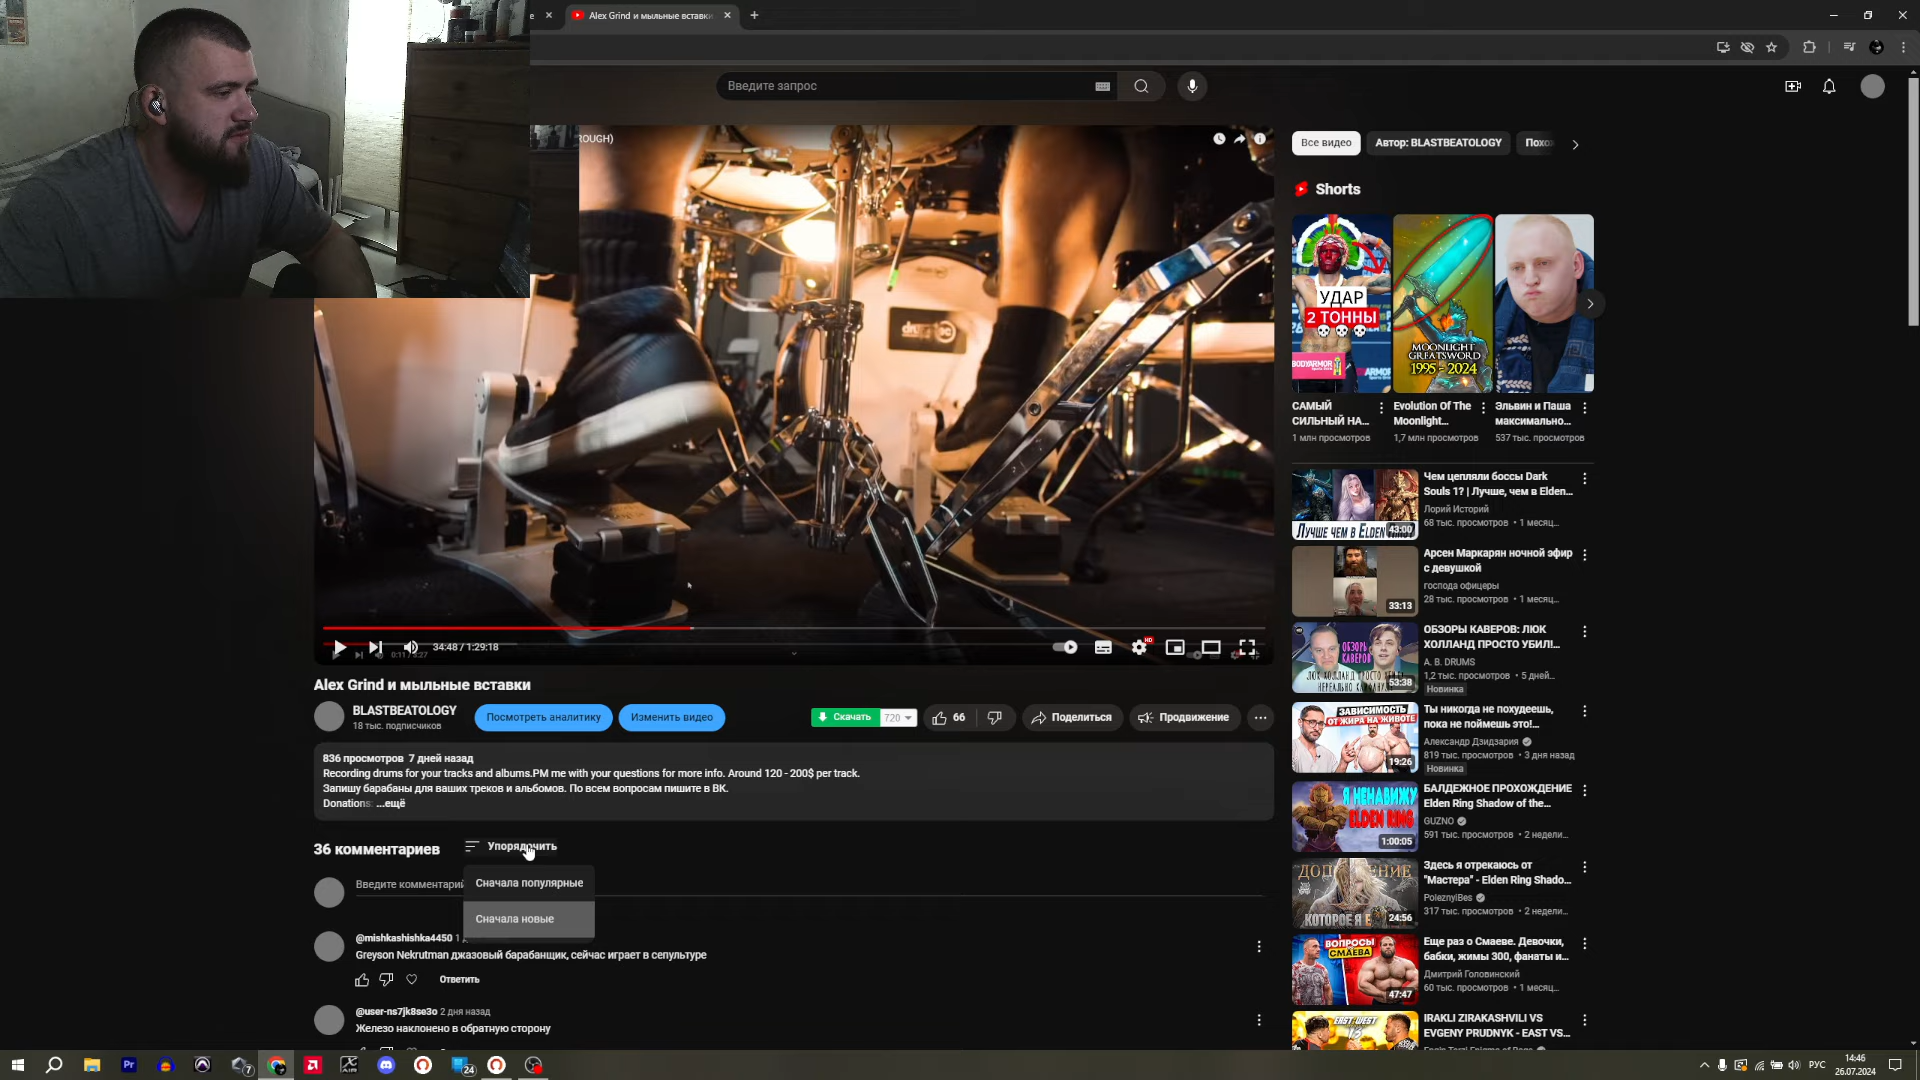 Alex Grind и мыльные вставки
Введите запрос
ROUGH)
Все видео
Автор: BLASTBEATOLOGY
Shorts
УДАР
2 ТОННЫ
MOONLIGHT
GREATSWORD
1995 - 2024
САМЫЙ
СИЛЬНЫЙ НА...
1 млн просмотров
Evolution Of The
Moonlight...
1,7 млн просмотров
Эльвин и Паша
максимально...
537 тыс. просмотров
Чем цепляли боссы Dark
Souls 1? | Лучше, чем в Elden...
Лорий Историй
68 тыс. просмотров • 1 месяц...
43:00
Арсен Маркарян ночной эфир
с девушкой
господа офицеры
28 тыс. просмотров • 1 месяц...
33:13
ОБЗОРЫ КАВЕРОВ: ЛЮК
ХОЛЛАНД ПРОСТО УБИЛ!...
A. B. DRUMS
1,2 тыс. просмотров • 5 дней...
Новинка
53:38
ЗАВИСИМОСТЬ
ОТ ЖИРА НА ЖИВОТЕ
Ты никогда не похудеешь,
пока не поймешь это!...
Александр Дзидзария
819 тыс. просмотров • 3 дня назад
Новинка
19:26
Я НЕНАВИЖУ
ELDEN RING
БАЛДЕЖНОЕ ПРОХОЖДЕНИЕ
Elden Ring Shadow of the...
GUZNO
591 тыс. просмотров • 2 недели...
1:00:05
Здесь я отрекаюсь от
"Мастера" - Elden Ring Shado...
PoleznyiBes
317 тыс. просмотров • 2 недели...
24:56
ВОПРОСЫ
СМАЕВА
Еще раз о Смаеве. Девочки,
бабки, жимы 300, фанаты и...
Дмитрий Головинский
60 тыс. просмотров • 1 месяц...
47:47
IRAKLI ZIRAKASHVILI VS
EVGENY PRUDNYK - EAST VS...
34:48 / 1:29:18
Alex Grind и мыльные вставки
BLASTBEATOLOGY
18 тыс. подписчиков
Посмотреть аналитику
Изменить видео
Скачать
720
66
Поделиться
Продвижение
836 просмотров 7 дней назад
Recording drums for your tracks and albums.PM me with your questions for more info. Around 120 - 200$ per track.
Запишу барабаны для ваших треков и альбомов. По всем вопросам пишите в ВК.
Donations: ...ещё
36 комментариев
Упорядочить
Введите комментарий
Сначала популярные
Сначала новые
@mishkashishka4450
Greyson Nekrutman джазовый барабанщик, сейчас играет в сепультуре
Ответить
@user-ns7jk8se3o 2 дня назад
Железо наклонено в обратную сторону
Pr
7
24
РУС
14:46
26.07.2024